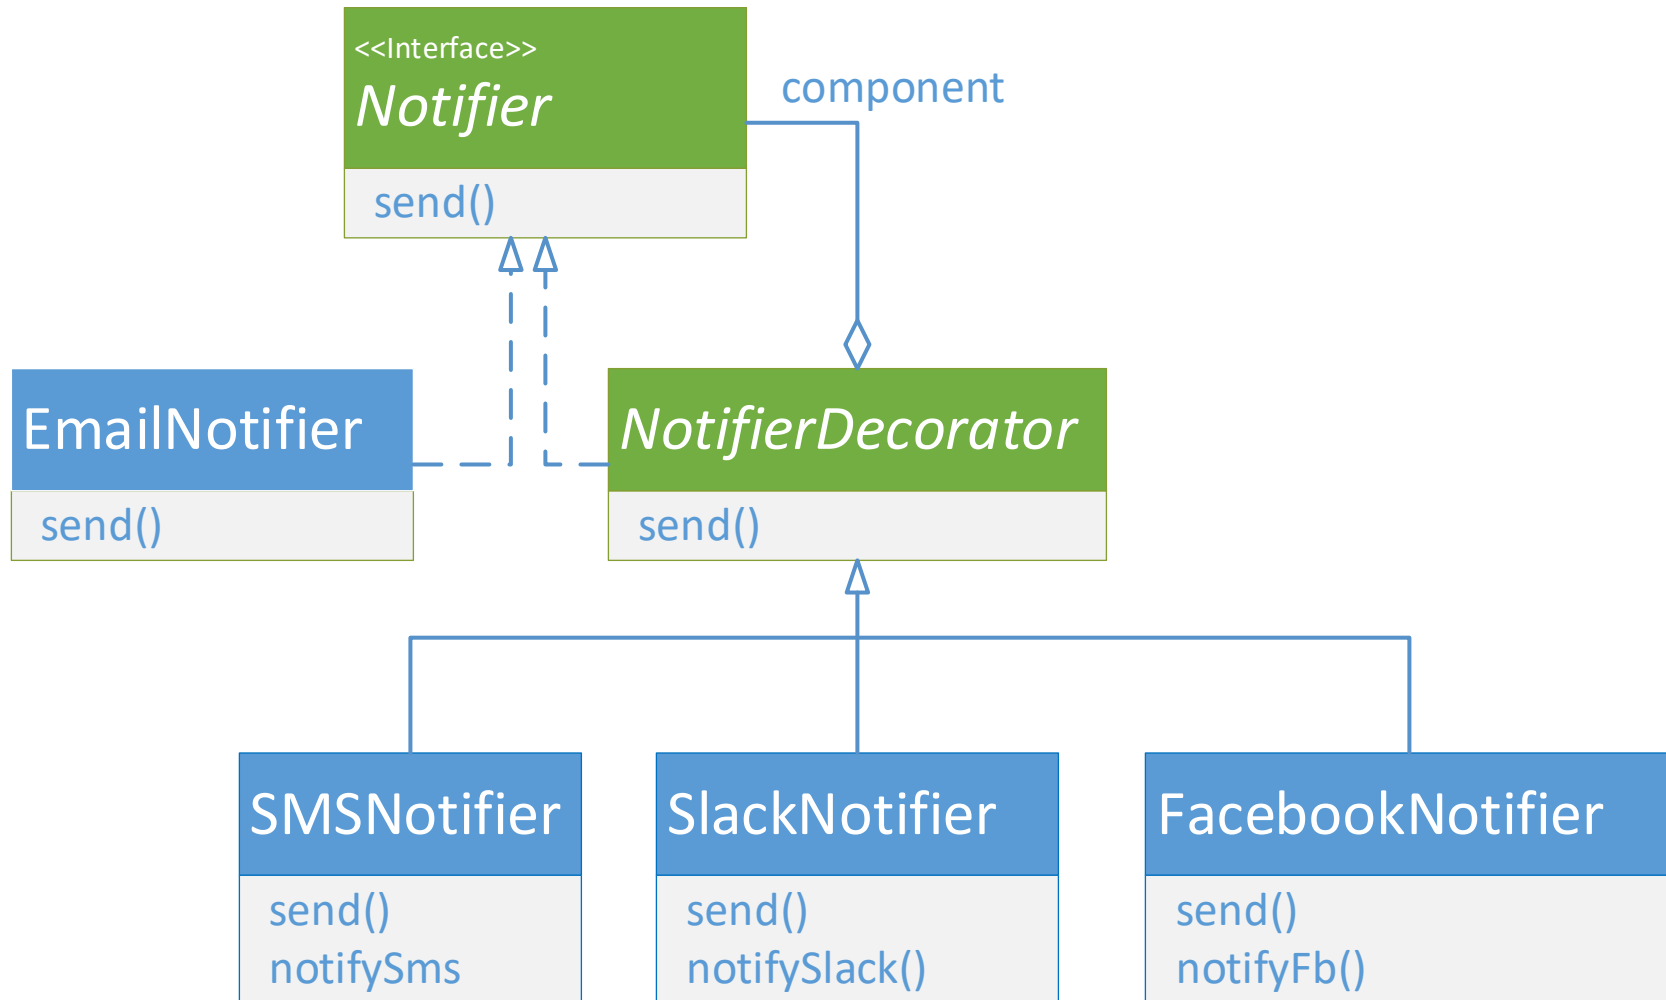 <<Interface>>
Notifier
component
send()
EmailNotifier
send()
NotifierDecorator
send()
SMSNotifier
send()
notifySms
SlackNotifier
send()
notifySlack()
FacebookNotifier
send()
notifyFb()